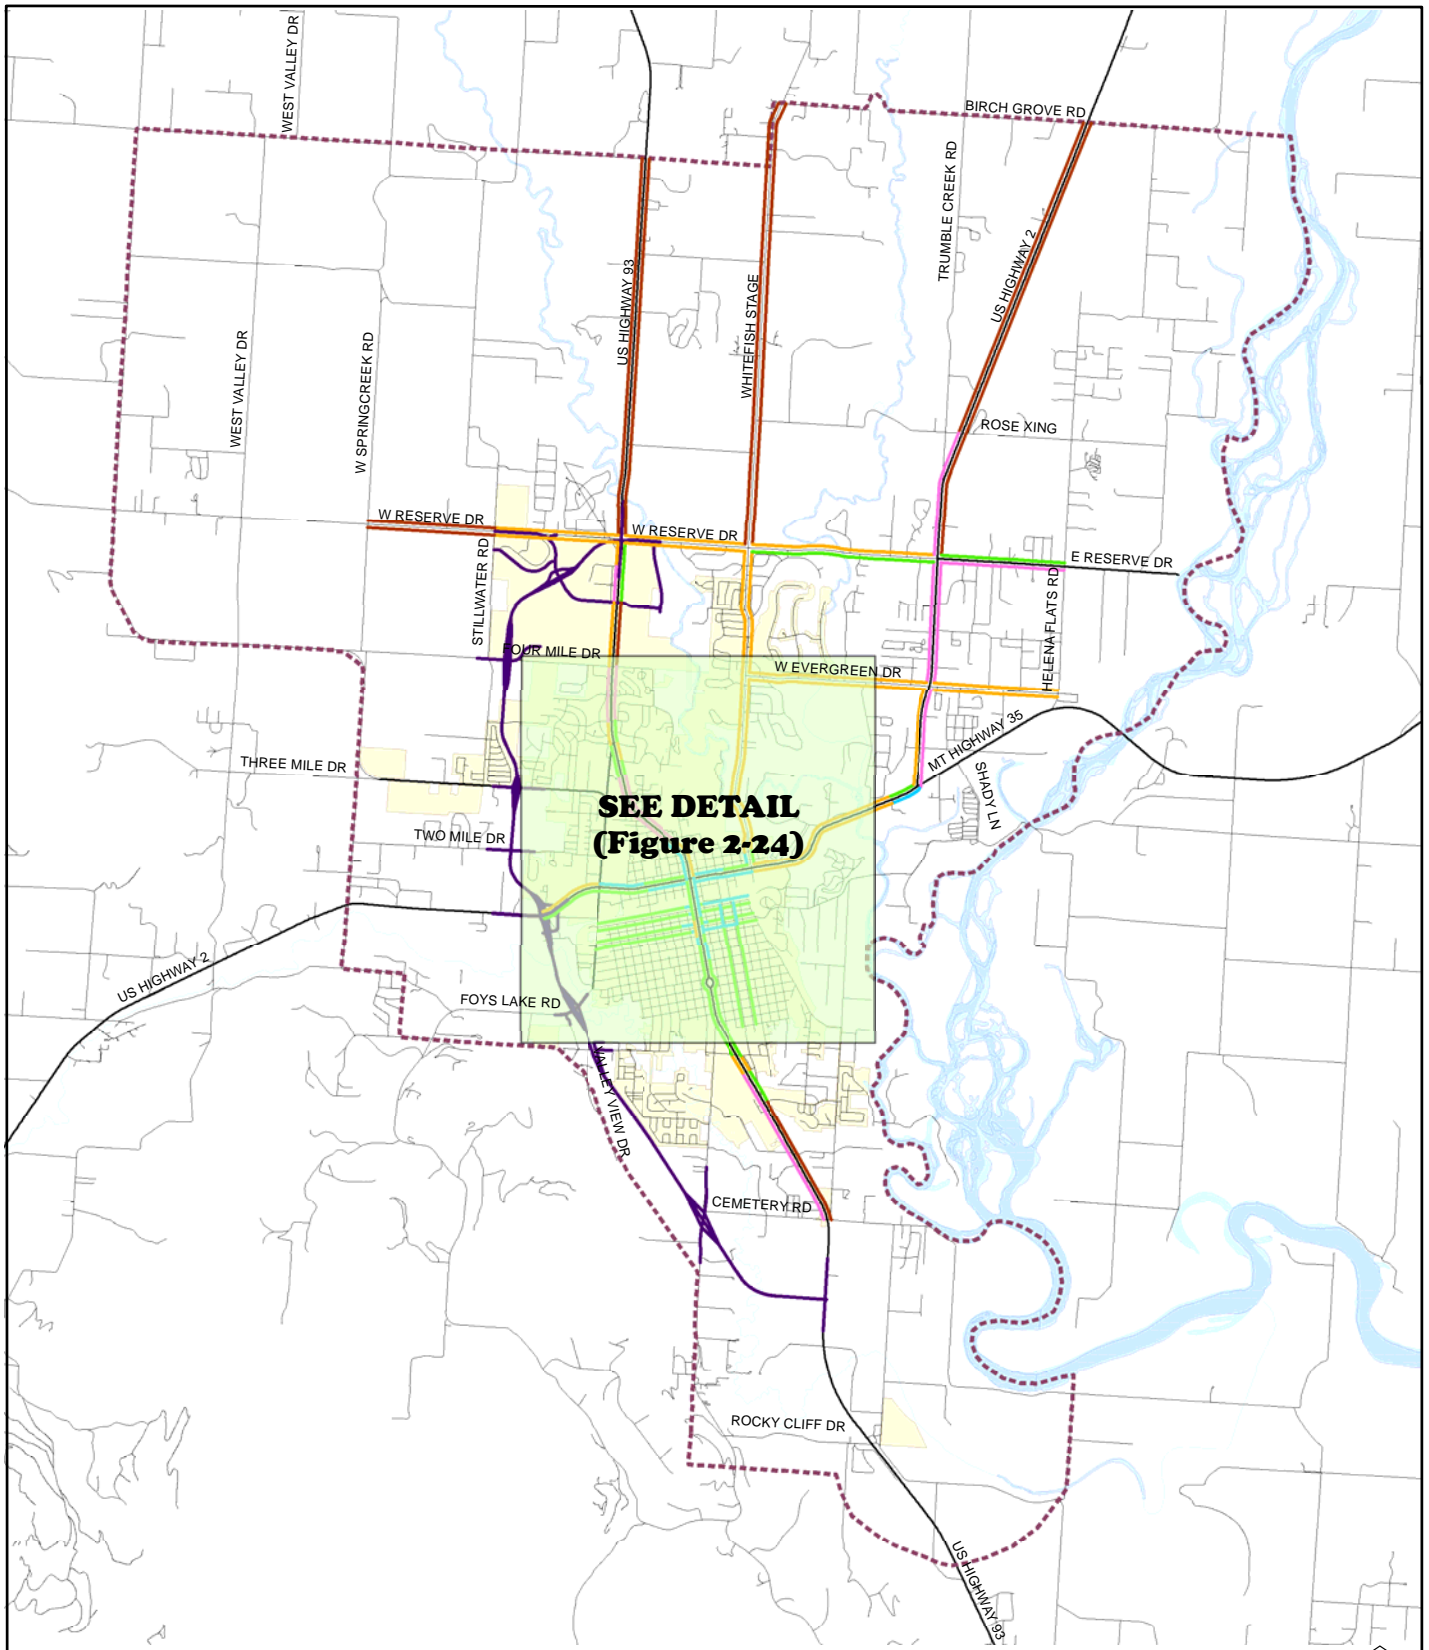 WEST VALLEY DR
BIRCH GROVE RD
TRUMBLE CREEK RD
US HIGHWAY 2
US HIGHWAY 93
WHITEFISH STAGE
WEST VALLEY DR
W SPRINGCREEK RD
ROSE XING
W RESERVE DR
W RESERVE DR
E RESERVE DR
STILLWATER RD
HELENA FLATS RD
FOUR MILE DR
W EVERGREEN DR
MT HIGHWAY 35
THREE MILE DR
SHADY LN
SEE DETAIL
(Figure 2-24)
TWO MILE DR
US HIGHWAY 2
FOYS LAKE RD
VALLEY VIEW DR
CEMETERY RD
ROCKY CLIFF DR
US HIGHWAY 93